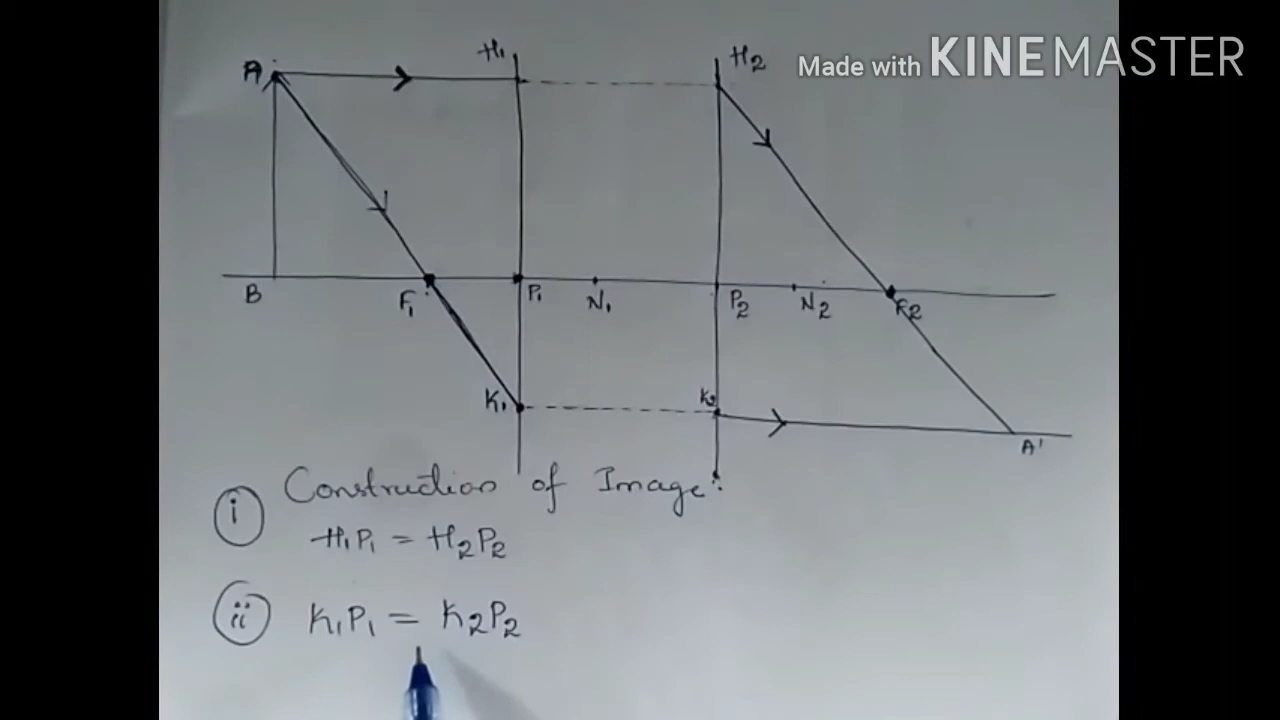 Made with KINEMASTER
A H₁ H₂
B F₁ P₁ N₁ P₂ N₂ F₂
K₁ K₂
A'
i Construction of Image:
H₁P₁ = H₂P₂
ii K₁P₁ = K₂P₂